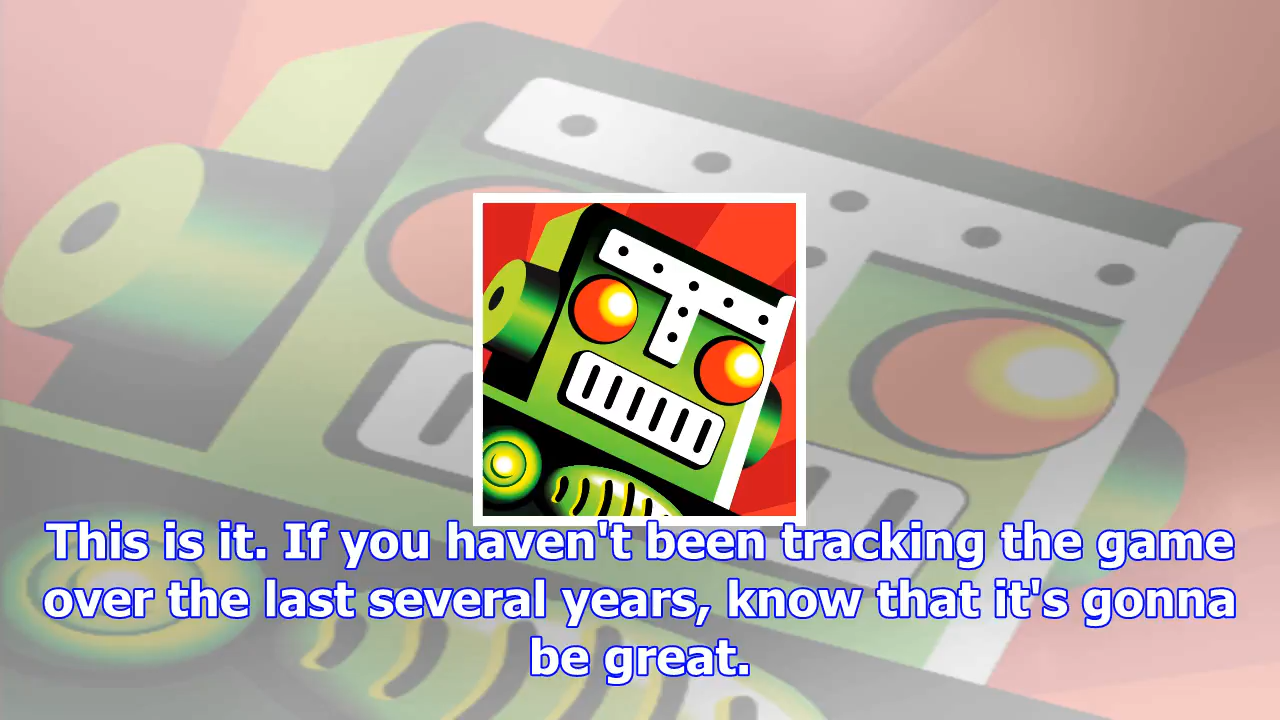 This is it. If you haven't been tracking the game
over the last several years, know that it's gonna
be great.